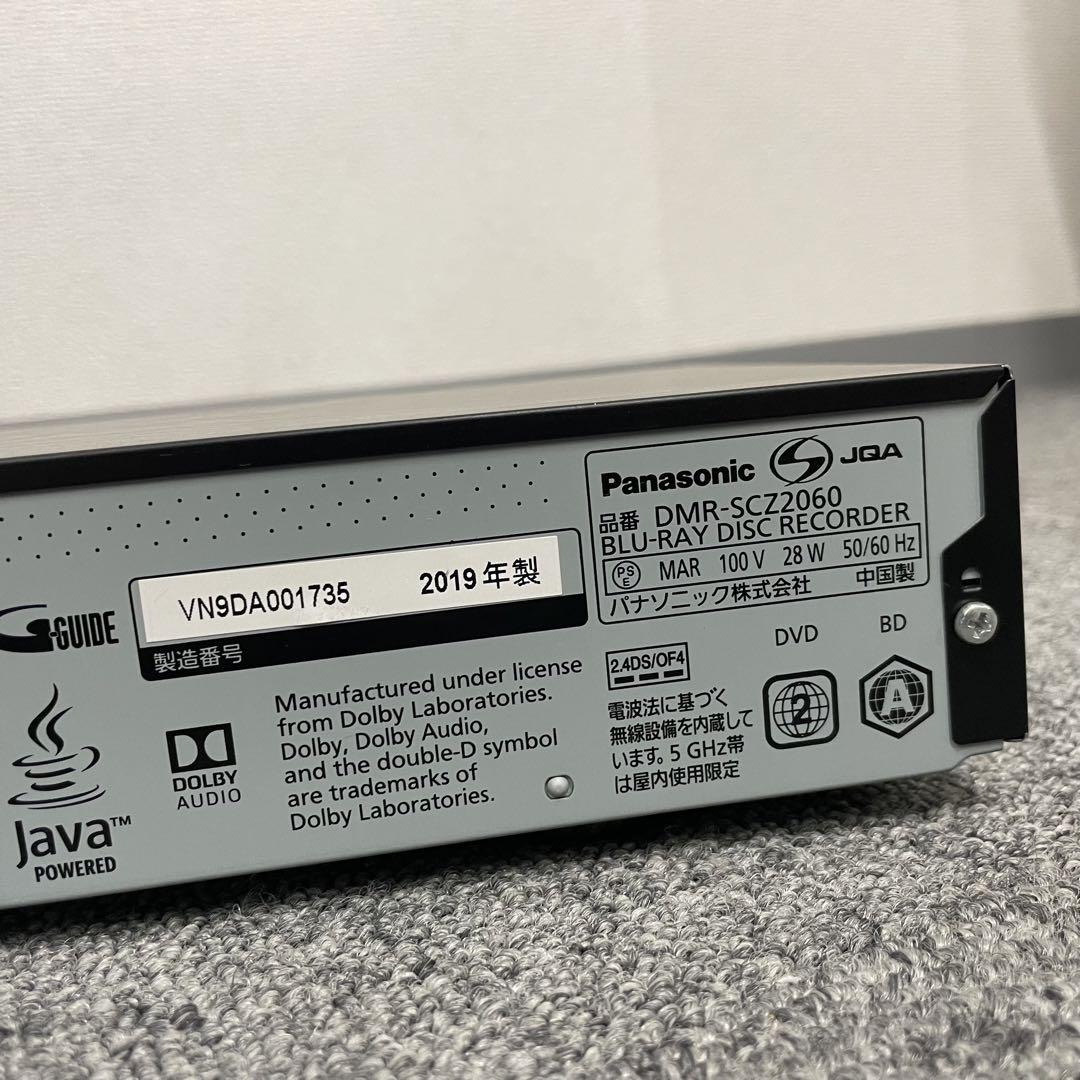 Panasonic JQA
品番 DMR-SCZ2060
BLU-RAY DISC RECORDER
PSE MAR 100 V 28 W 50/60 Hz
パナソニック株式会社 中国製
VN9DA001735 2019年製
製造番号
G-GUIDE
Java™
POWERED
DOLBY
AUDIO
Manufactured under license
from Dolby Laboratories.
Dolby, Dolby Audio,
and the double-D symbol
are trademarks of
Dolby Laboratories.
2.4DS/OF4
電波法に基づく
無線設備を内蔵して
います。5 GHz帯
は屋内使用限定
DVD
2
BD
A